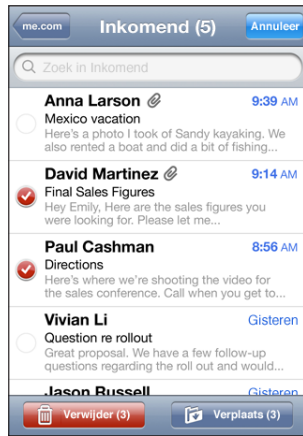 me.com Inkomend (5) Annuleer
Zoek in Inkomend
Anna Larson 9:39 AM
Mexico vacation
Here's a photo I took of Sandy kayaking. We
also rented a boat and did a bit of fishing...
David Martinez 9:14 AM
Final Sales Figures
Hey Emily, Here are the sales figures you
were looking for. Please let me...
Paul Cashman 8:56 AM
Directions
Here's where we're shooting the video for
the sales conference. Call when you get to...
Vivian Li Gisteren
Question re rollout
Great proposal. We have a few follow-up
questions regarding the roll out and would...
Jason Russell Gisteren
Verwijder (3) Verplaats (3)